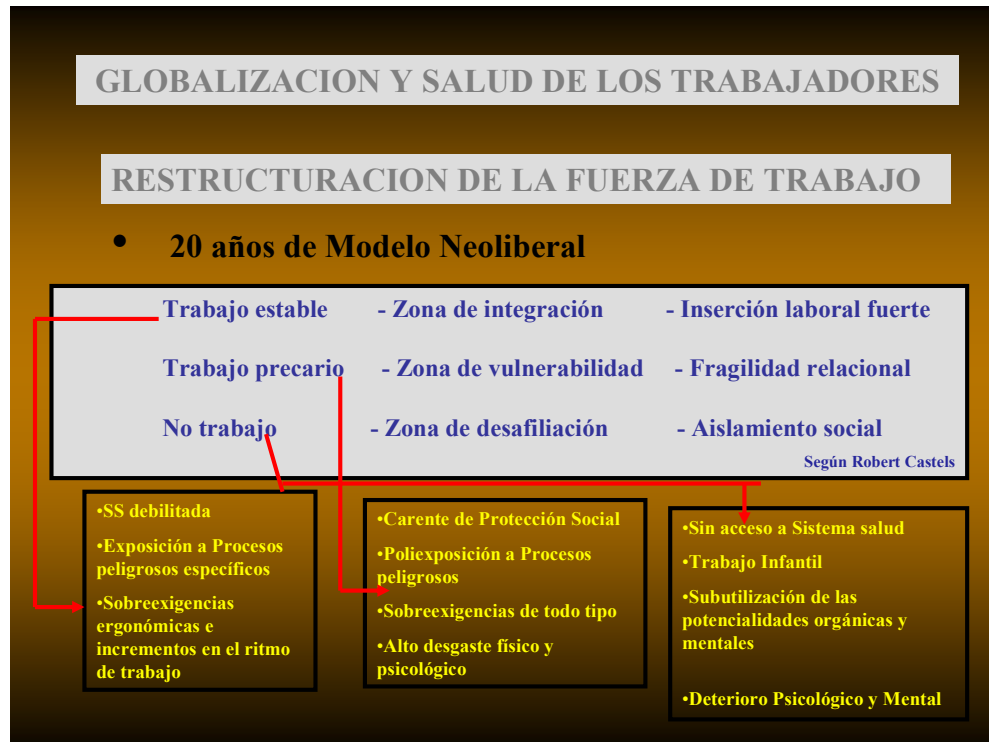 GLOBALIZACION Y SALUD DE LOS TRABAJADORES
RESTRUCTURACION DE LA FUERZA DE TRABAJO
• 20 años de Modelo Neoliberal
Trabajo estable - Zona de integración - Inserción laboral fuerte
Trabajo precario - Zona de vulnerabilidad - Fragilidad relacional
No trabajo - Zona de desafiliación - Aislamiento social
Según Robert Castels
•SS debilitada
•Exposición a Procesos
peligrosos específicos
•Sobreexigencias
ergonómicas e
incrementos en el ritmo
de trabajo
•Carente de Protección Social
•Poliexposición a Procesos
peligrosos
•Sobreexigencias de todo tipo
•Alto desgaste físico y
psicológico
•Sin acceso a Sistema salud
•Trabajo Infantil
•Subutilización de las
potencialidades orgánicas y
mentales
•Deterioro Psicológico y Mental